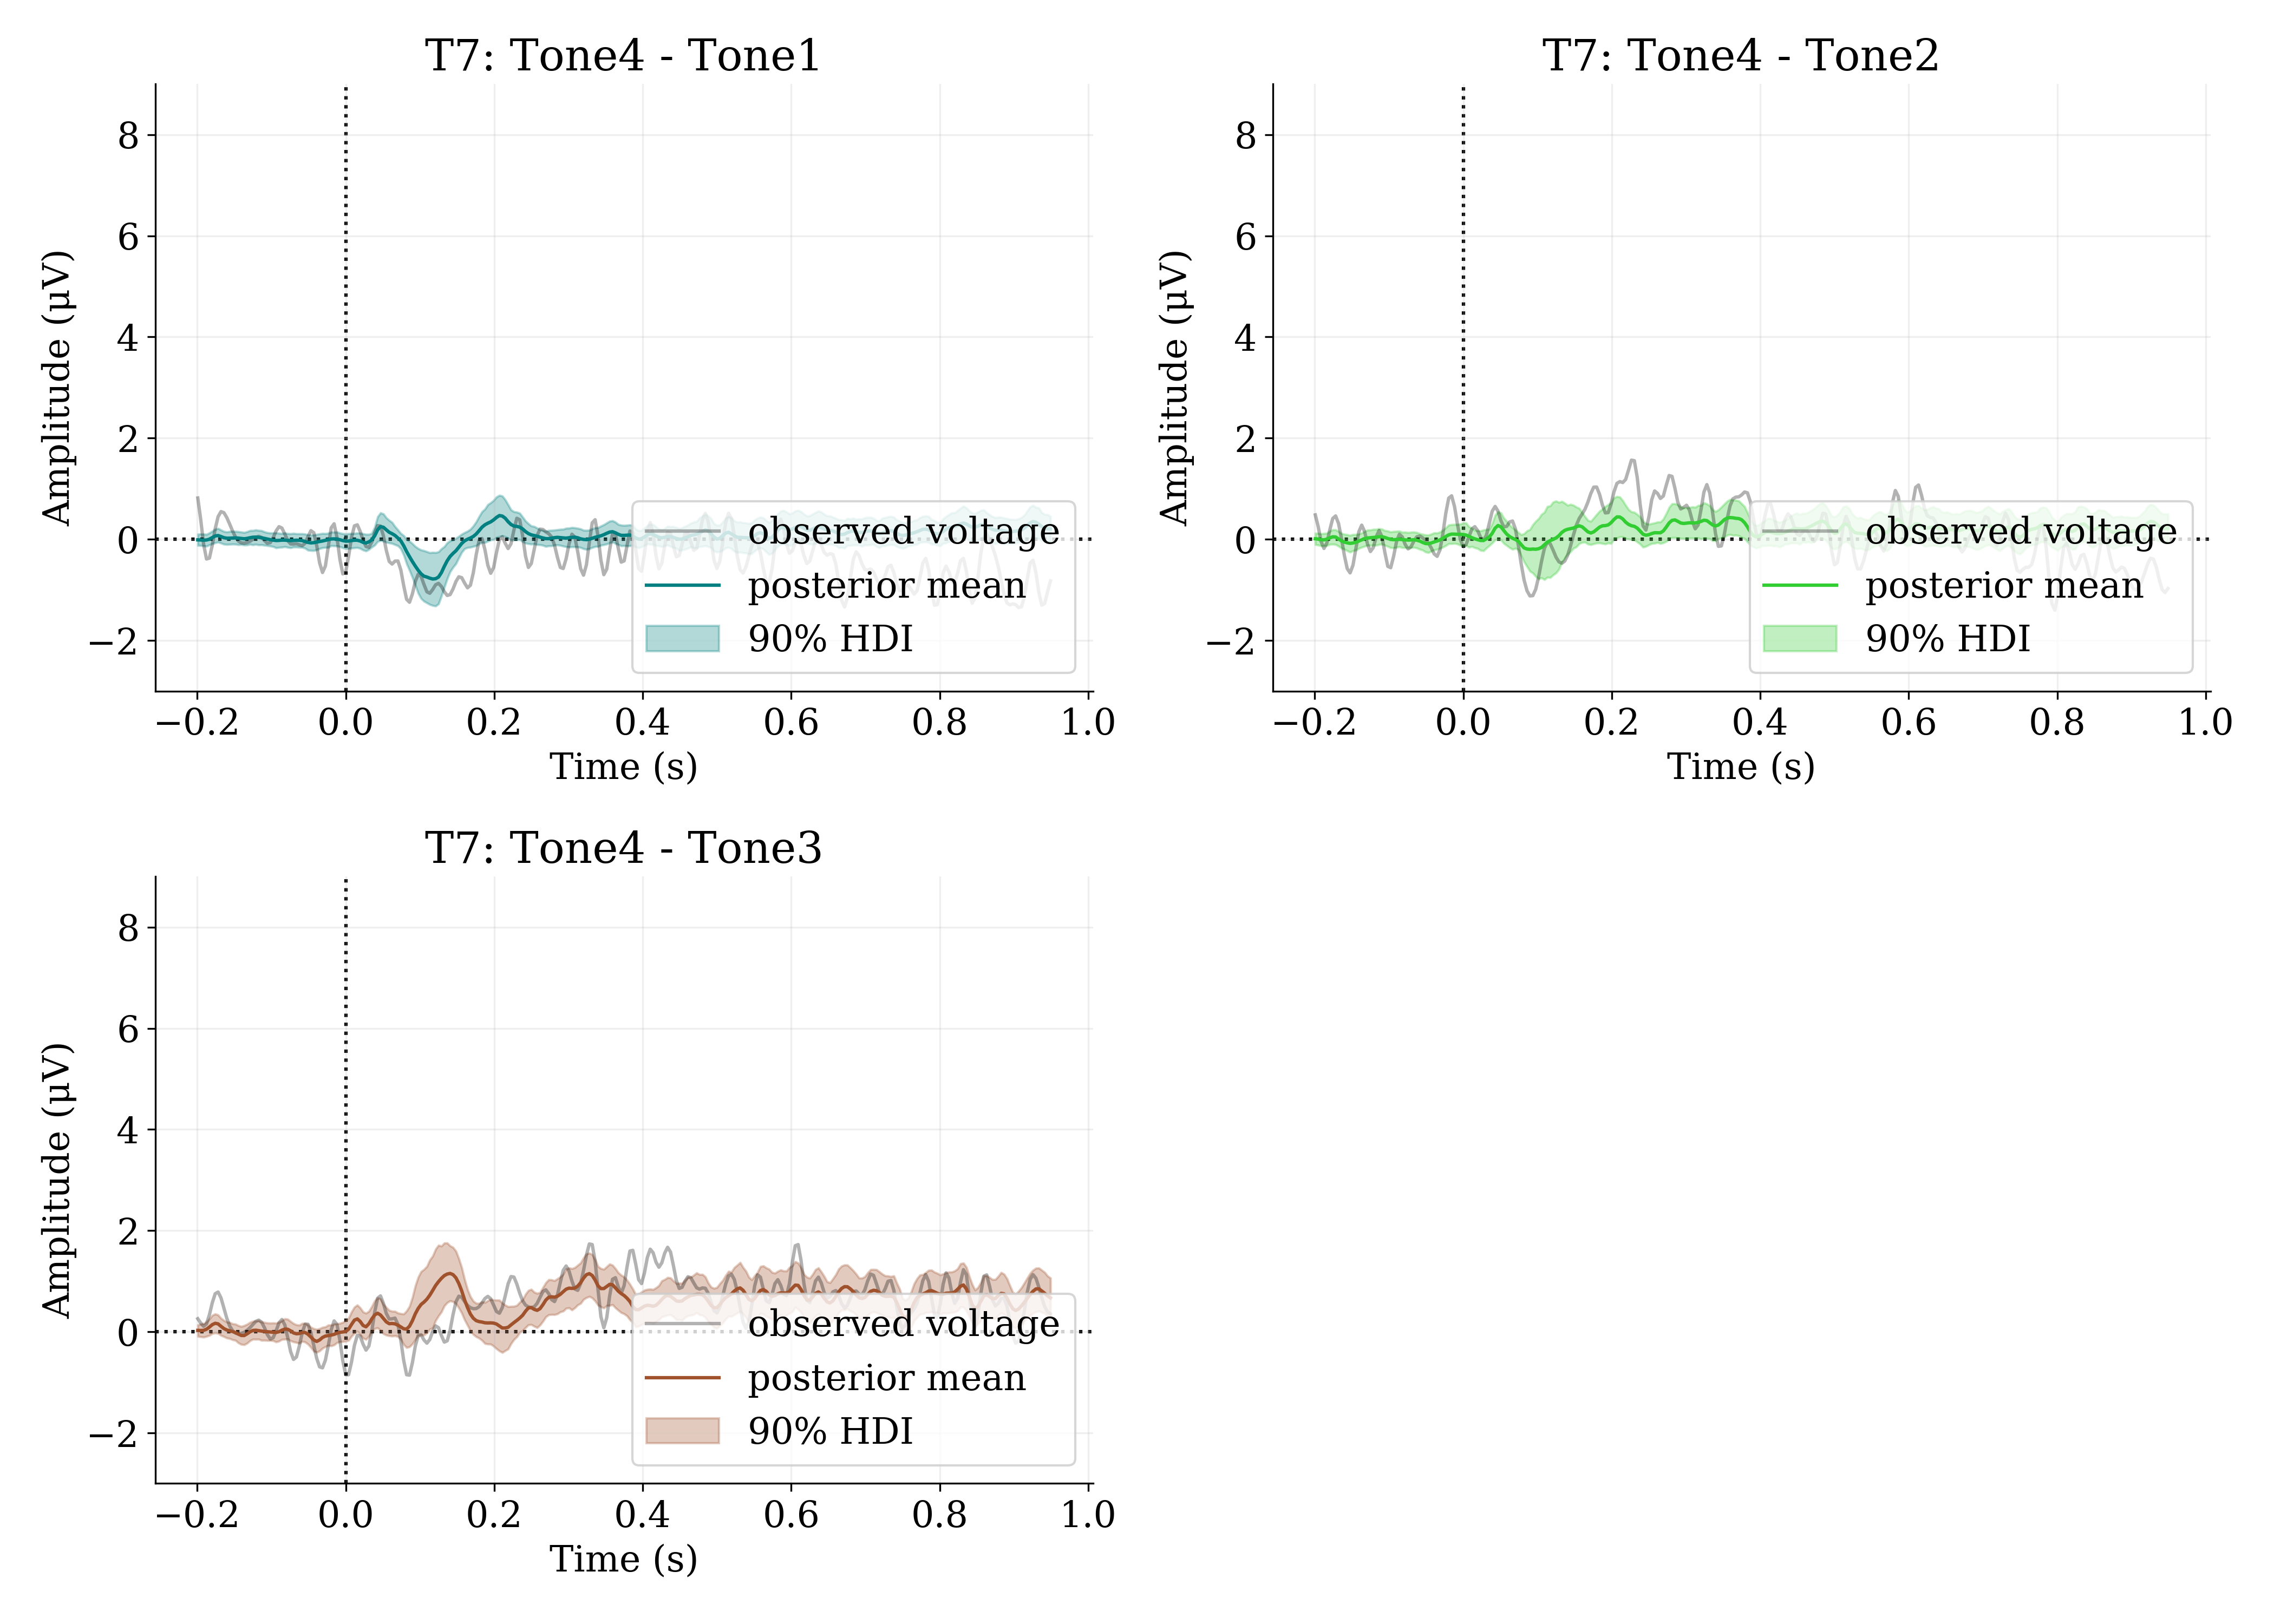 T7: Tone4 - Tone1
Amplitude (μV)
8
6
4
2
0
−2
observed voltage
posterior mean
90% HDI
−0.2 0.0 0.2 0.4 0.6 0.8 1.0
Time (s)
T7: Tone4 - Tone2
Amplitude (μV)
8
6
4
2
0
−2
observed voltage
posterior mean
90% HDI
−0.2 0.0 0.2 0.4 0.6 0.8 1.0
Time (s)
T7: Tone4 - Tone3
Amplitude (μV)
8
6
4
2
0
−2
observed voltage
posterior mean
90% HDI
−0.2 0.0 0.2 0.4 0.6 0.8 1.0
Time (s)